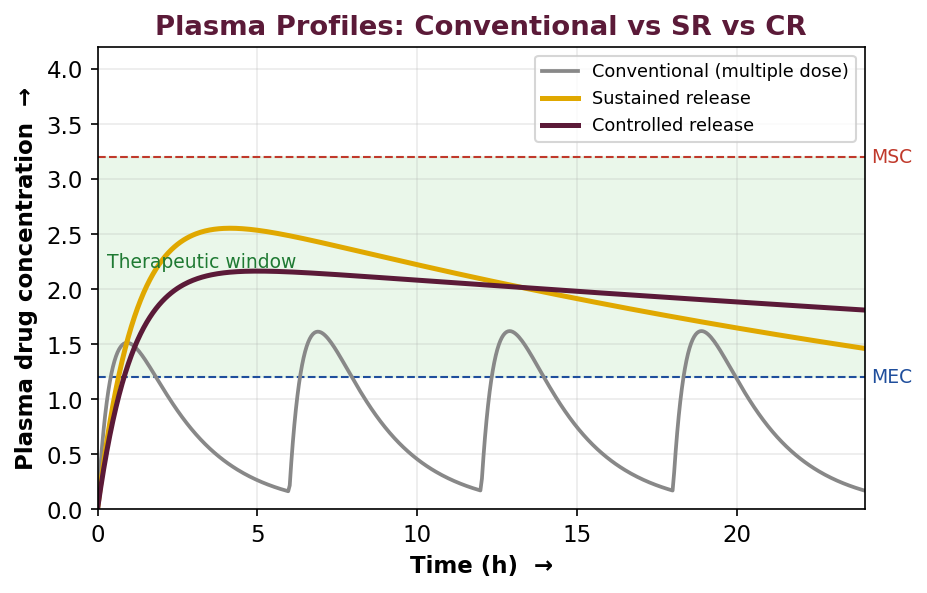 Plasma Profiles: Conventional vs SR vs CR
Plasma drug concentration →
4.0
3.5
3.0
2.5
2.0
1.5
1.0
0.5
0.0
Conventional (multiple dose)
Sustained release
Controlled release
MSC
Therapeutic window
MEC
0 5 10 15 20
Time (h) →